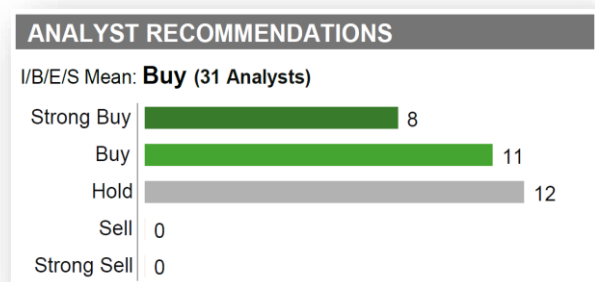 ANALYST RECOMMENDATIONS
I/B/E/S Mean: Buy (31 Analysts)
Strong Buy 8
Buy 11
Hold 12
Sell 0
Strong Sell 0